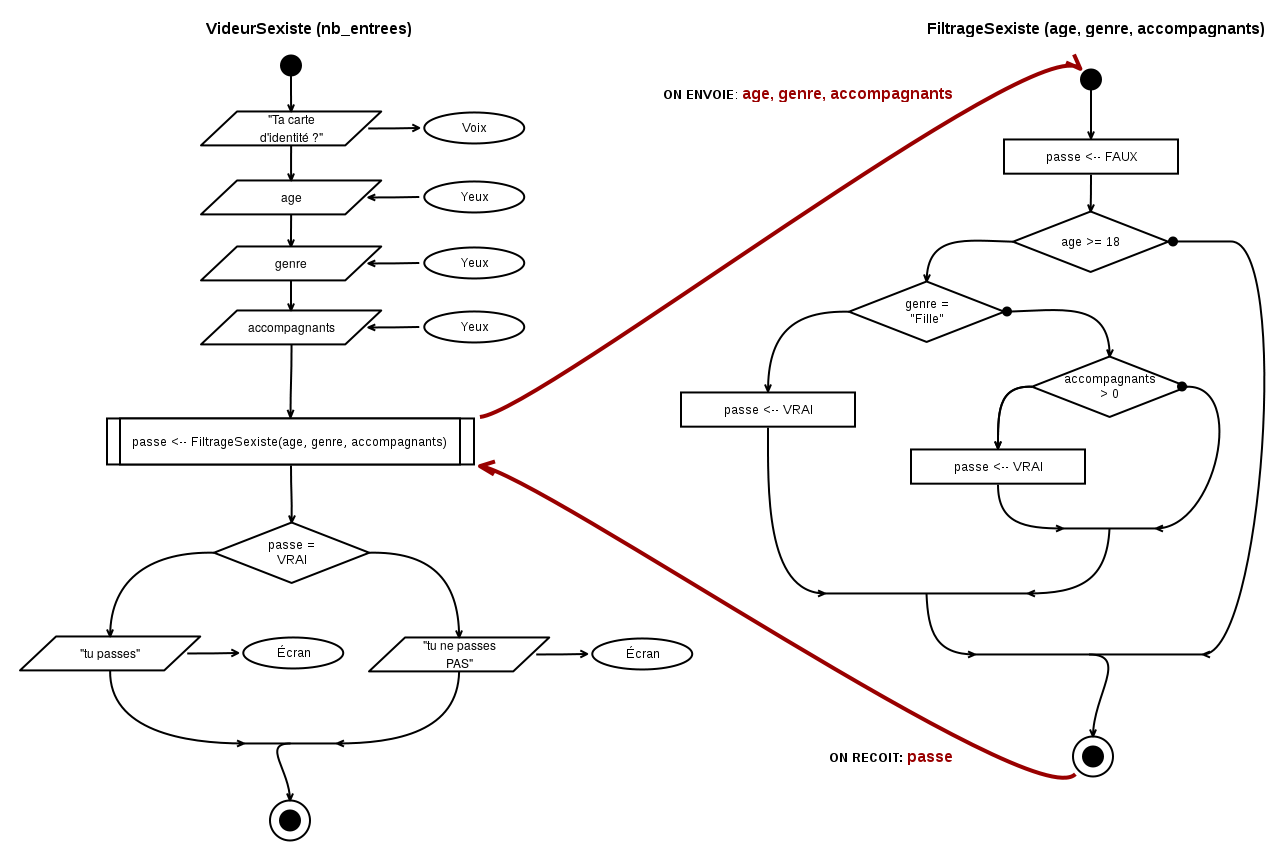 VideurSexiste (nb_entrees)
"Ta carte
d'identité ?"
Voix
age
Yeux
genre
Yeux
accompagnants
Yeux
passe <-- FiltrageSexiste(age, genre, accompagnants)
passe =
VRAI
"tu passes"
Écran
"tu ne passes
PAS"
Écran
ON ENVOIE: age, genre, accompagnants
ON RECOIT: passe
FiltrageSexiste (age, genre, accompagnants)
passe <-- FAUX
age >= 18
genre =
"Fille"
accompagnants
> 0
passe <-- VRAI
passe <-- VRAI